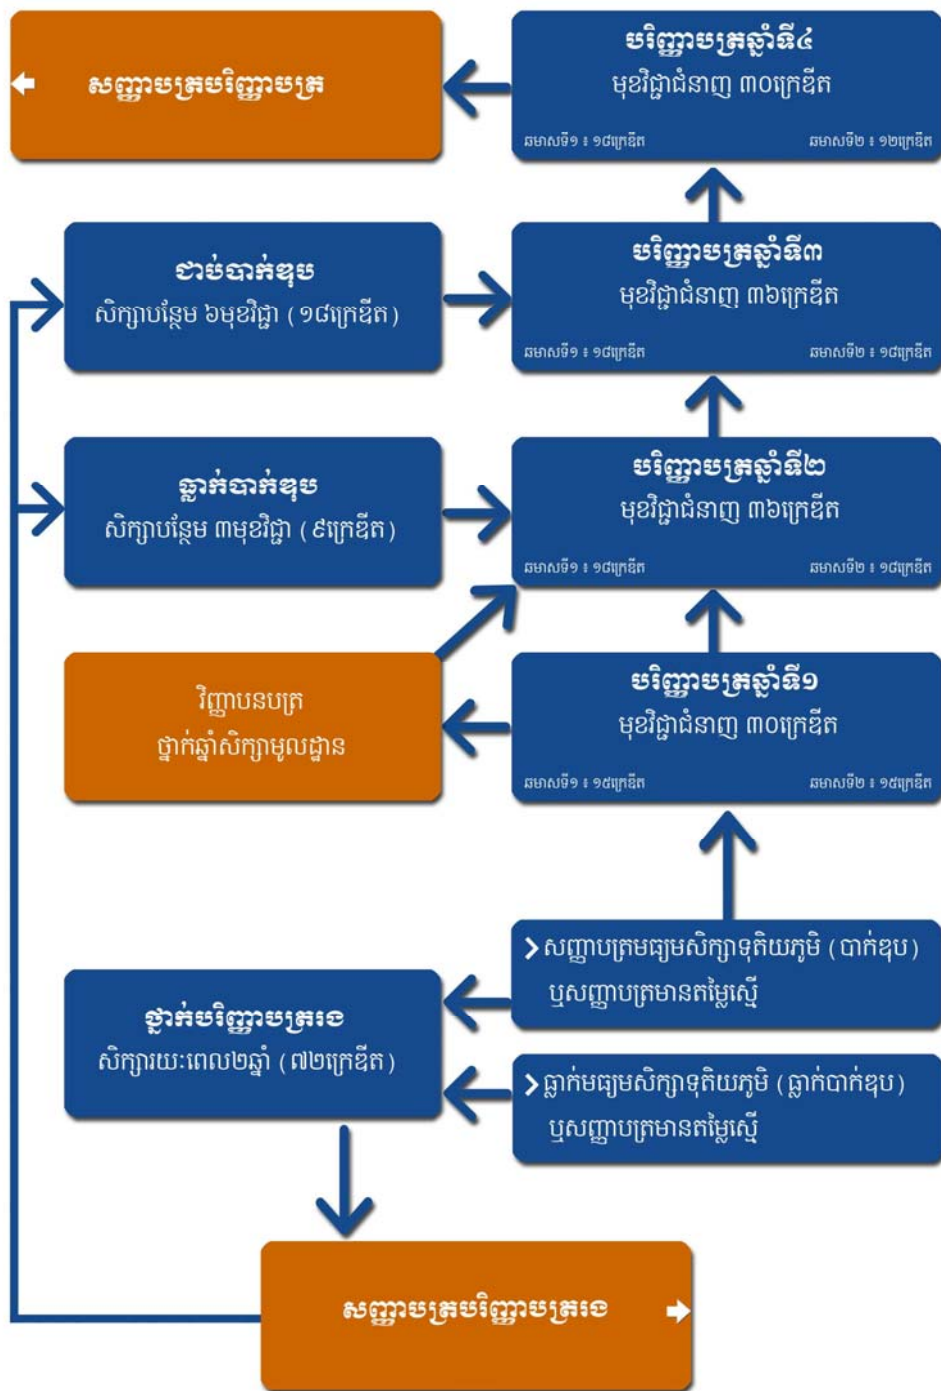 សញ្ញាបត្របរិញ្ញាបត្រ
បរិញ្ញាបត្រឆ្នាំទី៤
មុខវិជ្ជាជំនាញ ៣០ក្រេឌីត
ឆមាសទី១ ៖ ១៨ក្រេឌីត
ឆមាសទី២ ៖ ១២ក្រេឌីត
ជាប់បាក់ឌុប
សិក្សាបន្ថែម ៦មុខវិជ្ជា (១៨ក្រេឌីត)
បរិញ្ញាបត្រឆ្នាំទី៣
មុខវិជ្ជាជំនាញ ៣៦ក្រេឌីត
ឆមាសទី១ ៖ ១៨ក្រេឌីត
ឆមាសទី២ ៖ ១៨ក្រេឌីត
ធ្លាក់បាក់ឌុប
សិក្សាបន្ថែម ៣មុខវិជ្ជា (៩ក្រេឌីត)
បរិញ្ញាបត្រឆ្នាំទី២
មុខវិជ្ជាជំនាញ ៣៦ក្រេឌីត
ឆមាសទី១ ៖ ១៨ក្រេឌីត
ឆមាសទី២ ៖ ១៨ក្រេឌីត
វិញ្ញាបនបត្រ
ថ្នាក់ឆ្នាំសិក្សាមូលដ្ឋាន
បរិញ្ញាបត្រឆ្នាំទី១
មុខវិជ្ជាជំនាញ ៣០ក្រេឌីត
ឆមាសទី១ ៖ ១៥ក្រេឌីត
ឆមាសទី២ ៖ ១៥ក្រេឌីត
សញ្ញាបត្រមធ្យមសិក្សាទុតិយភូមិ (បាក់ឌុប)
ឬសញ្ញាបត្រមានតម្លៃស្មើ
ថ្នាក់បរិញ្ញាបត្ររង
សិក្សារយៈពេល២ឆ្នាំ (៧២ក្រេឌីត)
ធ្លាក់មធ្យមសិក្សាទុតិយភូមិ (ធ្លាក់បាក់ឌុប)
ឬសញ្ញាបត្រមានតម្លៃស្មើ
សញ្ញាបត្របរិញ្ញាបត្ររង